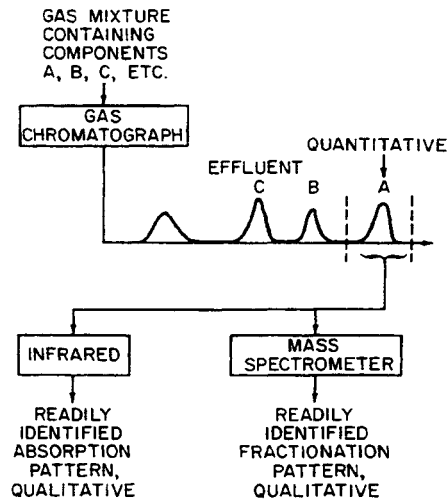 GAS MIXTURE
CONTAINING
COMPONENTS
A, B, C, ETC.
GAS
CHROMATOGRAPH
QUANTITATIVE
EFFLUENT
C B A
INFRARED
MASS
SPECTROMETER
READILY
IDENTIFIED
ABSORPTION
PATTERN,
QUALITATIVE
READILY
IDENTIFIED
FRACTIONATION
PATTERN,
QUALITATIVE